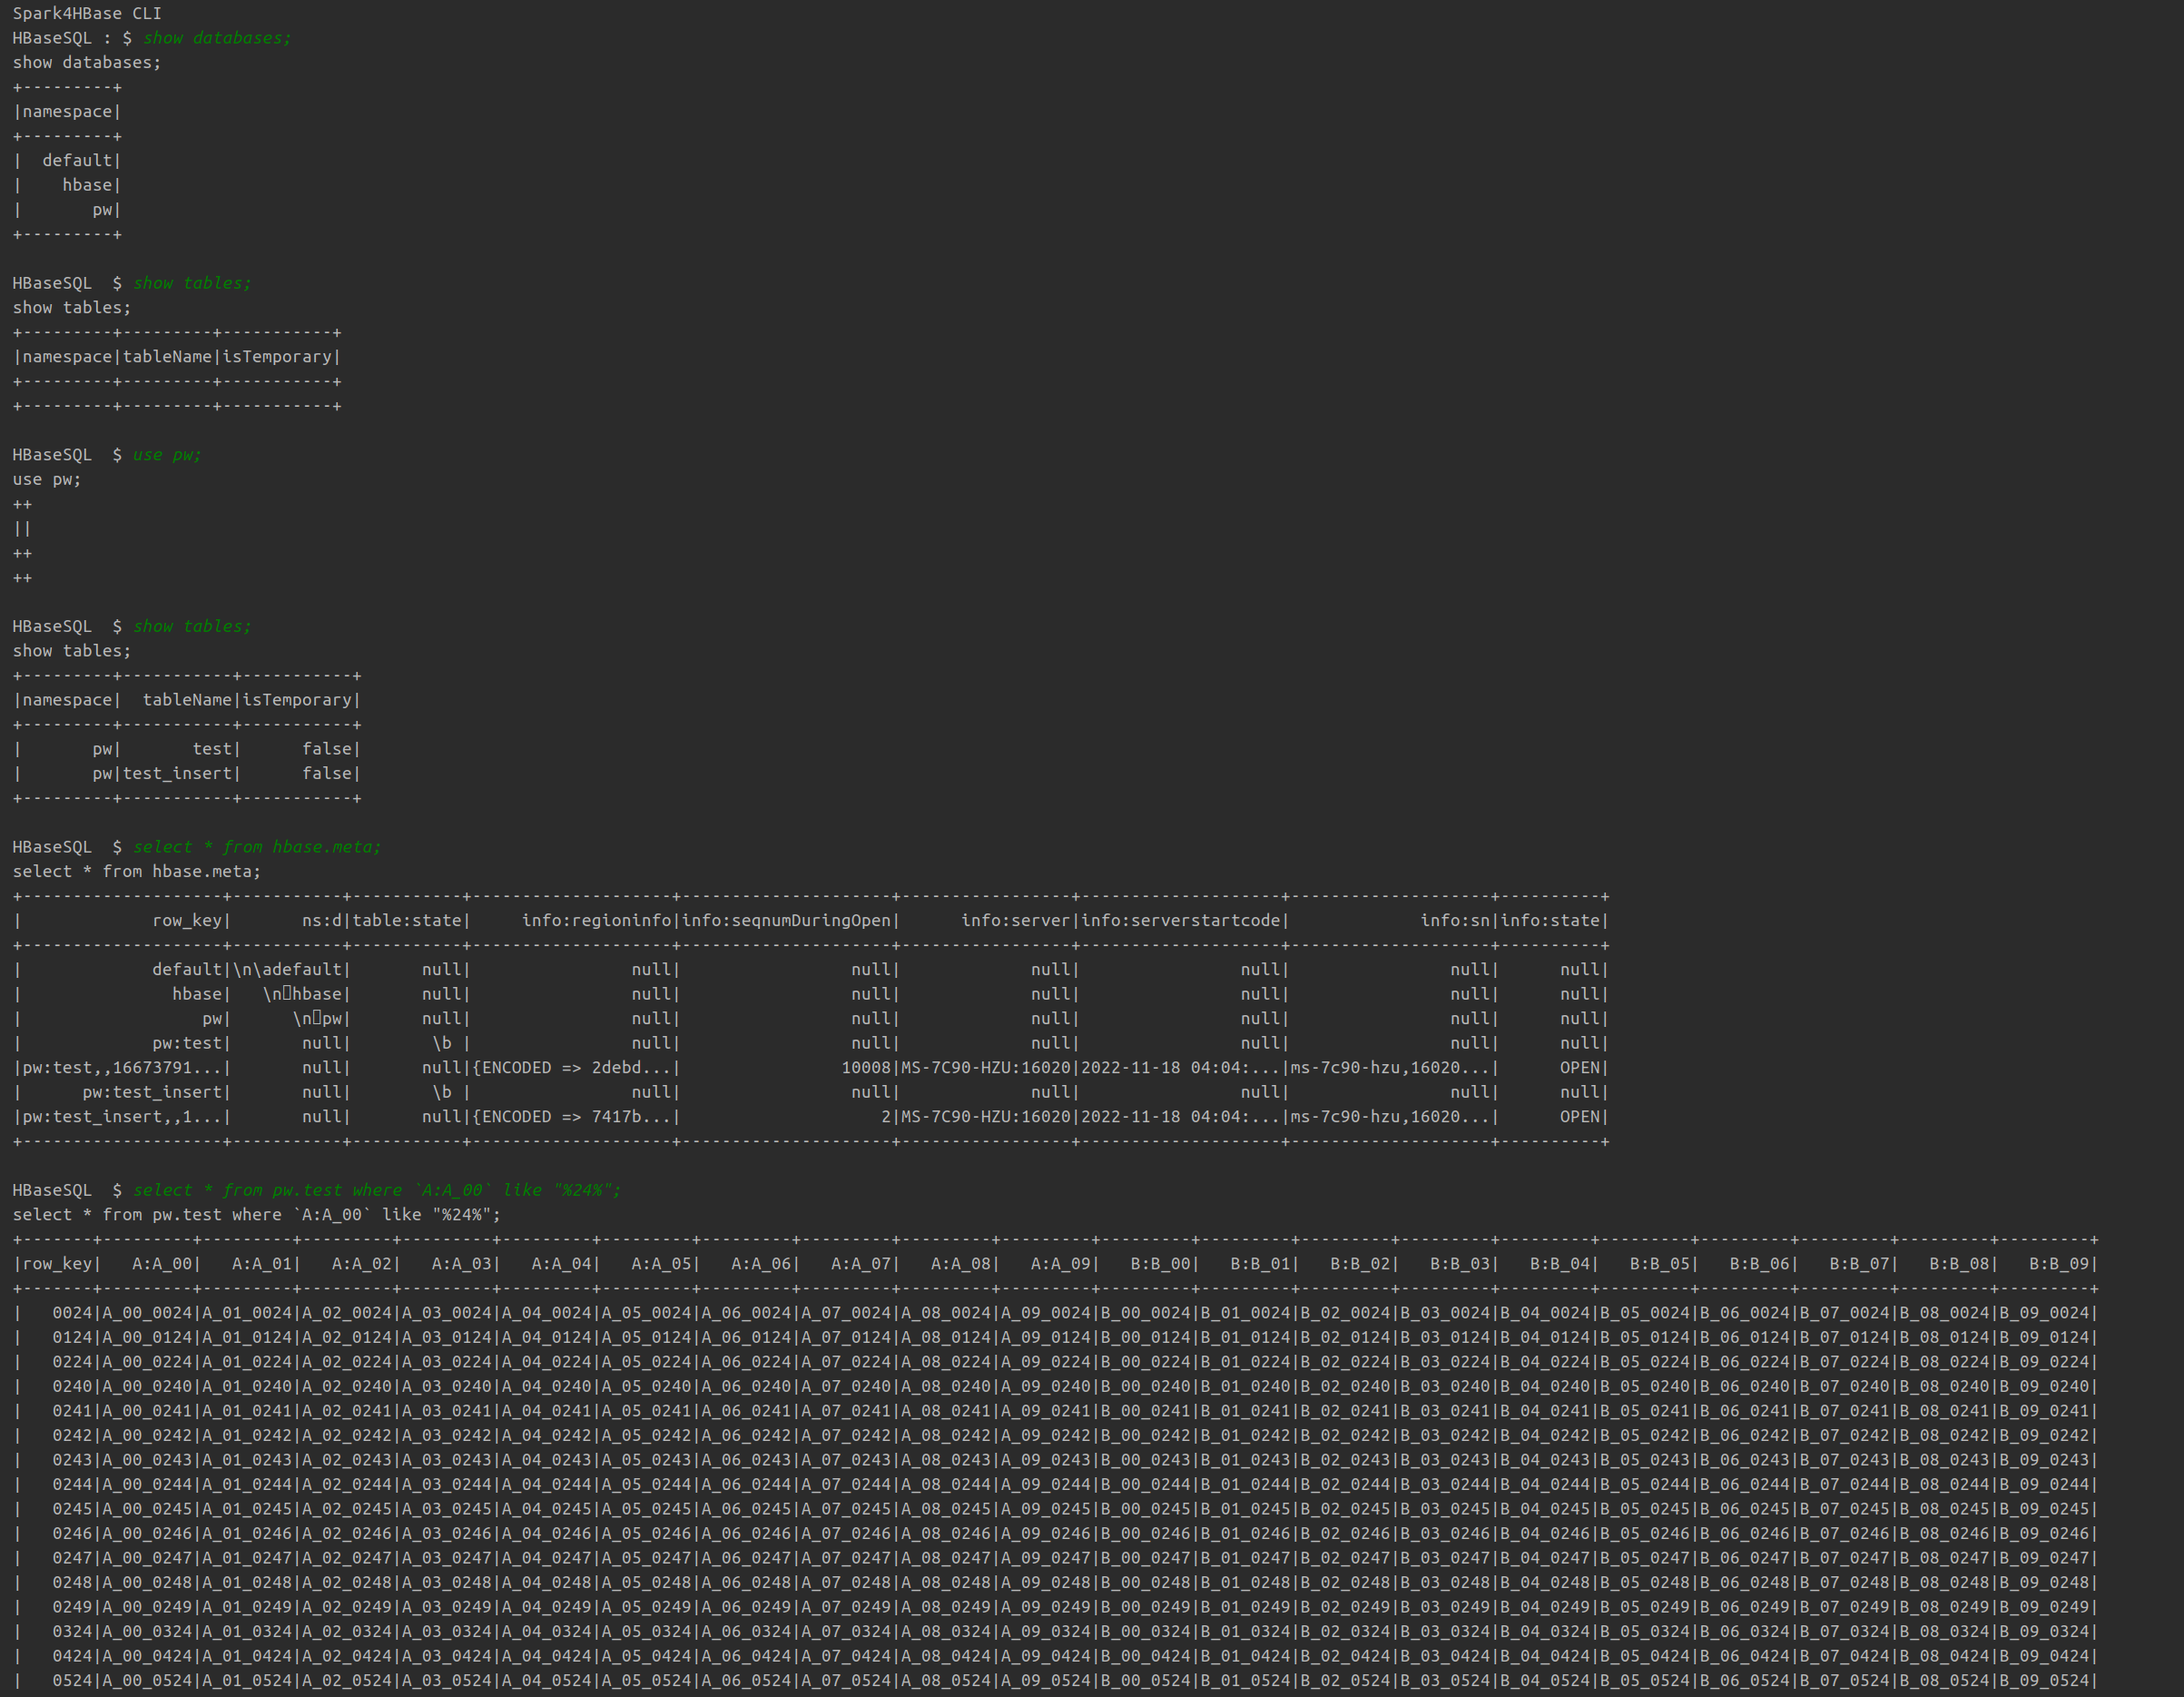 Spark4HBase CLI
HBaseSQL : $ show databases;
show databases;
+---------+
|namespace|
+---------+
|  default|
|    hbase|
|       pw|
+---------+
HBaseSQL  $ show tables;
show tables;
+---------+---------+-----------+
|namespace|tableName|isTemporary|
+---------+---------+-----------+
+---------+---------+-----------+
HBaseSQL  $ use pw;
use pw;
++
||
++
++
HBaseSQL  $ show tables;
show tables;
+---------+-----------+-----------+
|namespace|  tableName|isTemporary|
+---------+-----------+-----------+
|       pw|       test|      false|
|       pw|test_insert|      false|
+---------+-----------+-----------+
HBaseSQL  $ select * from hbase.meta;
select * from hbase.meta;
+--------------------+-----------+-----------+--------------------+---------------------+-----------------+--------------------+--------------------+----------+
|             row_key|       ns:d|table:state|     info:regioninfo|info:seqnumDuringOpen|      info:server|info:serverstartcode|             info:sn|info:state|
+--------------------+-----------+-----------+--------------------+---------------------+-----------------+--------------------+--------------------+----------+
|             default|\n\adefault|       null|                null|                 null|             null|                null|                null|      null|
|               hbase|   \n▯hbase|       null|                null|                 null|             null|                null|                null|      null|
|                  pw|      \n▯pw|       null|                null|                 null|             null|                null|                null|      null|
|             pw:test|       null|        \b |                null|                 null|             null|                null|                null|      null|
|pw:test,,16673791...|       null|       null|{ENCODED => 2debd...|                10008|MS-7C90-HZU:16020|2022-11-18 04:04:...|ms-7c90-hzu,16020...|      OPEN|
|      pw:test_insert|       null|        \b |                null|                 null|             null|                null|                null|      null|
|pw:test_insert,,1...|       null|       null|{ENCODED => 7417b...|                    2|MS-7C90-HZU:16020|2022-11-18 04:04:...|ms-7c90-hzu,16020...|      OPEN|
+--------------------+-----------+-----------+--------------------+---------------------+-----------------+--------------------+--------------------+----------+
HBaseSQL  $ select * from pw.test where `A:A_00` like "%24%";
select * from pw.test where `A:A_00` like "%24%";
+-------+---------+---------+---------+---------+---------+---------+---------+---------+---------+---------+---------+---------+---------+---------+---------+---------+---------+---------+---------+---------+
|row_key|   A:A_00|   A:A_01|   A:A_02|   A:A_03|   A:A_04|   A:A_05|   A:A_06|   A:A_07|   A:A_08|   A:A_09|   B:B_00|   B:B_01|   B:B_02|   B:B_03|   B:B_04|   B:B_05|   B:B_06|   B:B_07|   B:B_08|   B:B_09|
+-------+---------+---------+---------+---------+---------+---------+---------+---------+---------+---------+---------+---------+---------+---------+---------+---------+---------+---------+---------+---------+
|   0024|A_00_0024|A_01_0024|A_02_0024|A_03_0024|A_04_0024|A_05_0024|A_06_0024|A_07_0024|A_08_0024|A_09_0024|B_00_0024|B_01_0024|B_02_0024|B_03_0024|B_04_0024|B_05_0024|B_06_0024|B_07_0024|B_08_0024|B_09_0024|
|   0124|A_00_0124|A_01_0124|A_02_0124|A_03_0124|A_04_0124|A_05_0124|A_06_0124|A_07_0124|A_08_0124|A_09_0124|B_00_0124|B_01_0124|B_02_0124|B_03_0124|B_04_0124|B_05_0124|B_06_0124|B_07_0124|B_08_0124|B_09_0124|
|   0224|A_00_0224|A_01_0224|A_02_0224|A_03_0224|A_04_0224|A_05_0224|A_06_0224|A_07_0224|A_08_0224|A_09_0224|B_00_0224|B_01_0224|B_02_0224|B_03_0224|B_04_0224|B_05_0224|B_06_0224|B_07_0224|B_08_0224|B_09_0224|
|   0240|A_00_0240|A_01_0240|A_02_0240|A_03_0240|A_04_0240|A_05_0240|A_06_0240|A_07_0240|A_08_0240|A_09_0240|B_00_0240|B_01_0240|B_02_0240|B_03_0240|B_04_0240|B_05_0240|B_06_0240|B_07_0240|B_08_0240|B_09_0240|
|   0241|A_00_0241|A_01_0241|A_02_0241|A_03_0241|A_04_0241|A_05_0241|A_06_0241|A_07_0241|A_08_0241|A_09_0241|B_00_0241|B_01_0241|B_02_0241|B_03_0241|B_04_0241|B_05_0241|B_06_0241|B_07_0241|B_08_0241|B_09_0241|
|   0242|A_00_0242|A_01_0242|A_02_0242|A_03_0242|A_04_0242|A_05_0242|A_06_0242|A_07_0242|A_08_0242|A_09_0242|B_00_0242|B_01_0242|B_02_0242|B_03_0242|B_04_0242|B_05_0242|B_06_0242|B_07_0242|B_08_0242|B_09_0242|
|   0243|A_00_0243|A_01_0243|A_02_0243|A_03_0243|A_04_0243|A_05_0243|A_06_0243|A_07_0243|A_08_0243|A_09_0243|B_00_0243|B_01_0243|B_02_0243|B_03_0243|B_04_0243|B_05_0243|B_06_0243|B_07_0243|B_08_0243|B_09_0243|
|   0244|A_00_0244|A_01_0244|A_02_0244|A_03_0244|A_04_0244|A_05_0244|A_06_0244|A_07_0244|A_08_0244|A_09_0244|B_00_0244|B_01_0244|B_02_0244|B_03_0244|B_04_0244|B_05_0244|B_06_0244|B_07_0244|B_08_0244|B_09_0244|
|   0245|A_00_0245|A_01_0245|A_02_0245|A_03_0245|A_04_0245|A_05_0245|A_06_0245|A_07_0245|A_08_0245|A_09_0245|B_00_0245|B_01_0245|B_02_0245|B_03_0245|B_04_0245|B_05_0245|B_06_0245|B_07_0245|B_08_0245|B_09_0245|
|   0246|A_00_0246|A_01_0246|A_02_0246|A_03_0246|A_04_0246|A_05_0246|A_06_0246|A_07_0246|A_08_0246|A_09_0246|B_00_0246|B_01_0246|B_02_0246|B_03_0246|B_04_0246|B_05_0246|B_06_0246|B_07_0246|B_08_0246|B_09_0246|
|   0247|A_00_0247|A_01_0247|A_02_0247|A_03_0247|A_04_0247|A_05_0247|A_06_0247|A_07_0247|A_08_0247|A_09_0247|B_00_0247|B_01_0247|B_02_0247|B_03_0247|B_04_0247|B_05_0247|B_06_0247|B_07_0247|B_08_0247|B_09_0247|
|   0248|A_00_0248|A_01_0248|A_02_0248|A_03_0248|A_04_0248|A_05_0248|A_06_0248|A_07_0248|A_08_0248|A_09_0248|B_00_0248|B_01_0248|B_02_0248|B_03_0248|B_04_0248|B_05_0248|B_06_0248|B_07_0248|B_08_0248|B_09_0248|
|   0249|A_00_0249|A_01_0249|A_02_0249|A_03_0249|A_04_0249|A_05_0249|A_06_0249|A_07_0249|A_08_0249|A_09_0249|B_00_0249|B_01_0249|B_02_0249|B_03_0249|B_04_0249|B_05_0249|B_06_0249|B_07_0249|B_08_0249|B_09_0249|
|   0324|A_00_0324|A_01_0324|A_02_0324|A_03_0324|A_04_0324|A_05_0324|A_06_0324|A_07_0324|A_08_0324|A_09_0324|B_00_0324|B_01_0324|B_02_0324|B_03_0324|B_04_0324|B_05_0324|B_06_0324|B_07_0324|B_08_0324|B_09_0324|
|   0424|A_00_0424|A_01_0424|A_02_0424|A_03_0424|A_04_0424|A_05_0424|A_06_0424|A_07_0424|A_08_0424|A_09_0424|B_00_0424|B_01_0424|B_02_0424|B_03_0424|B_04_0424|B_05_0424|B_06_0424|B_07_0424|B_08_0424|B_09_0424|
|   0524|A_00_0524|A_01_0524|A_02_0524|A_03_0524|A_04_0524|A_05_0524|A_06_0524|A_07_0524|A_08_0524|A_09_0524|B_00_0524|B_01_0524|B_02_0524|B_03_0524|B_04_0524|B_05_0524|B_06_0524|B_07_0524|B_08_0524|B_09_0524|